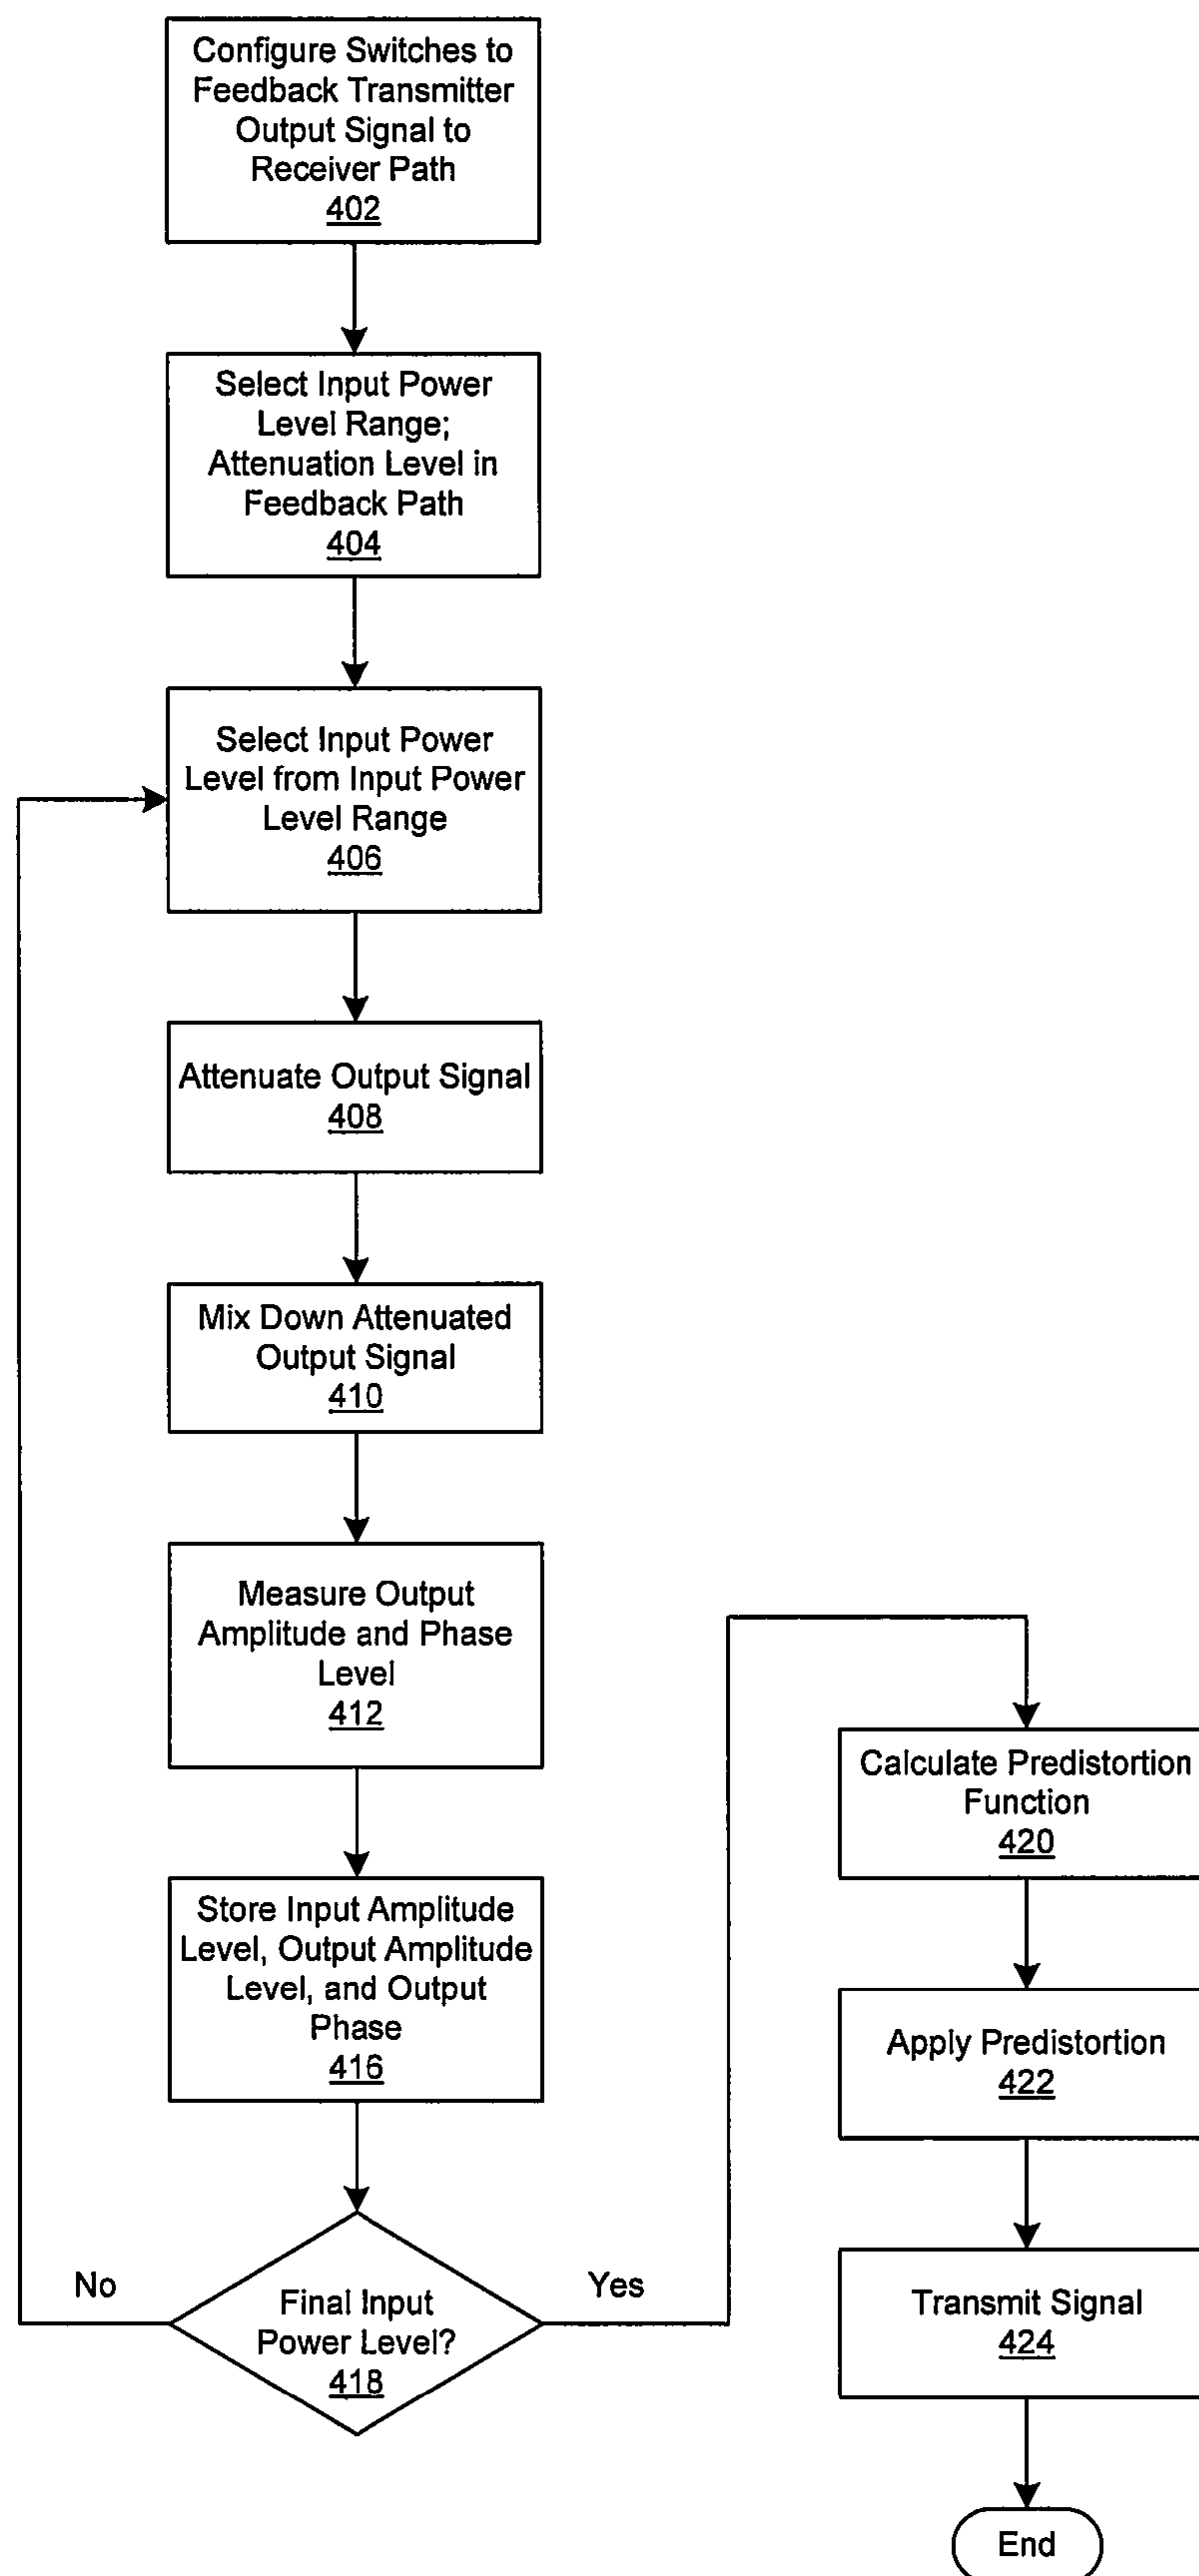 Configure Switches to
Feedback Transmitter
Output Signal to
Receiver Path
402
Select Input Power
Level Range;
Attenuation Level in
Feedback Path
404
Select Input Power
Level from Input Power
Level Range
406
Attenuate Output Signal
408
Mix Down Attenuated
Output Signal
410
Measure Output
Amplitude and Phase
Level
412
Store Input Amplitude
Level, Output Amplitude
Level, and Output
Phase
416
No
Final Input
Power Level?
418
Yes
Calculate Predistortion
Function
420
Apply Predistortion
422
Transmit Signal
424
End